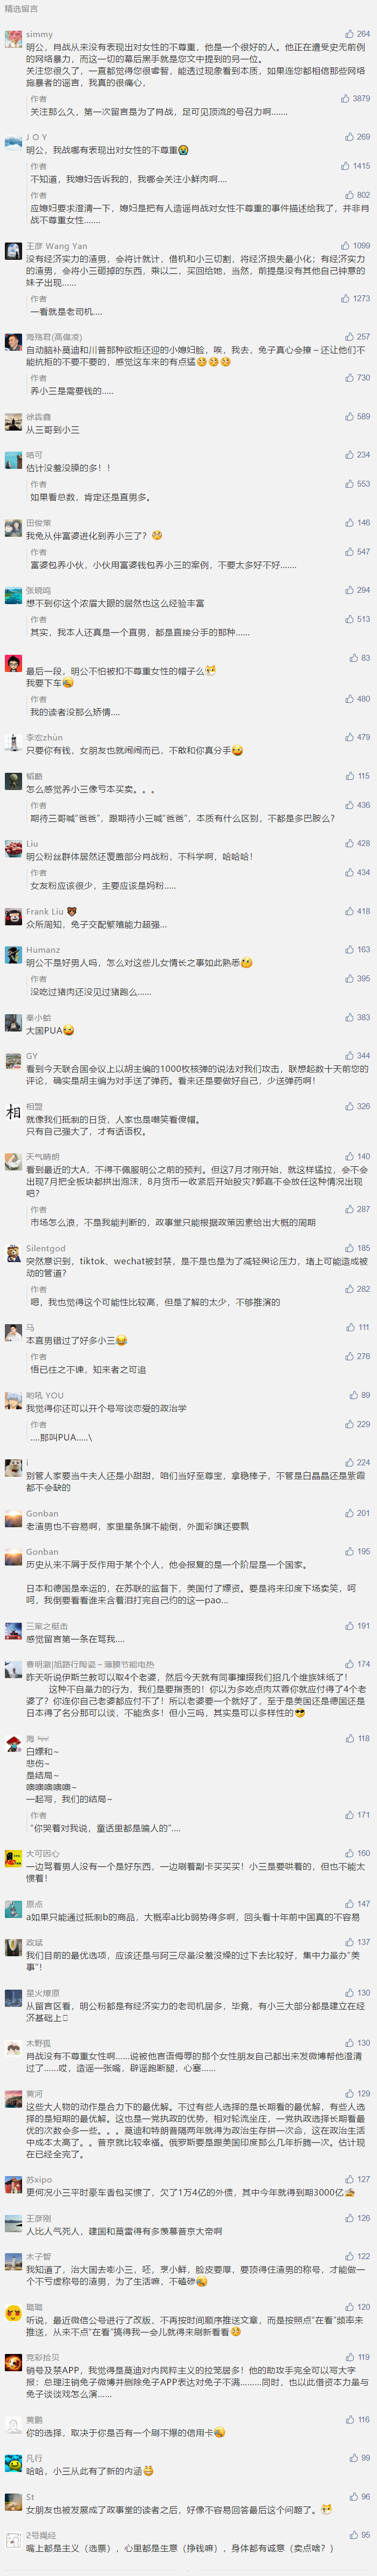 精选留言
simmy 264
明公，肖战从来没有表现出对女性的不尊重，他是一个很好的人。他正在遭受史无前例
的网络暴力，而这一切的幕后黑手就是您文中提到的另一位。
关注您很久了，一直都觉得您很睿智，能透过现象看到本质，如果连您都相信那些网络
施暴者的谣言，我真的很痛心，
作者 3879
关注那么久，第一次留言是为了肖战，足可见顶流的号召力啊.......
J O Y 269
明公，我战哪有表现出对女性的不尊重😭
作者 1415
不知道，我媳妇告诉我的，我哪会关注小鲜肉啊....
作者 802
应媳妇要求澄清一下，媳妇是把有人造谣肖战对女性不尊重的事件描述给我了，并非肖
战不尊重女性.......
王彦 Wang Yan 1099
没有经济实力的渣男，会将计就计，借机和小三切割，将经济损失最小化；有经济实力
的渣男，会将小三砸掉的东西，乘以二，买回给她，当然，前提是没有其他自己钟意的
妹子出现......
作者 1273
一看就是老司机....
海殇君(高傲凌) 257
自动脑补莫迪和川普那种欲拒还迎的小媳妇脸，唉，我去，兔子真心会撩～还让他们不
能抗拒的不要不要的，感觉这车来的有点猛
作者 730
养小三是需要钱的.....
徐犇鑫 589
从三哥到小三
咯可 234
估计没羞没臊的多！！
作者 553
如果看总数，肯定还是直男多。
田俊策 146
我兔从伴富婆进化到养小三了？
作者 547
富婆包养小伙，小伙用富婆钱包养小三的案例，不要太多好不好.......
张晓鸣 294
想不到你这个浓眉大眼的居然也这么经验丰富
作者 513
其实，我本人还真是一个直男，都是直接分手的那种......
83
最后一段，明公不怕被扣不尊重女性的帽子么
我要下车
作者 480
我的读者没那么矫情....
李宏zhùn 479
只要你有钱，女朋友也就闹闹而已，不敢和你真分手
115
怎么感觉养小三像亏本买卖。。。
作者 436
期待三哥喊“爸爸”，跟期待小三喊“爸爸”，本质有什么区别，不都是多巴胺么？
Liu 428
明公粉丝群体居然还覆盖部分肖战粉，不科学啊，哈哈哈！
作者 434
女友粉应该很少，主要应该是妈粉.....
Frank Liu 🐻 418
众所周知，兔子交配繁殖能力超强...
Humanz 163
明公不是好男人吗，怎么对这些儿女情长之事如此熟悉
作者 395
没吃过猪肉还没见过猪跑么......
秦小蛤 383
大国PUA
GY 344
看到今天联合国会议上以胡主编的1000枚核弹的说法对我们攻击，联想起数十天前您的
评论，确实是胡主编为对手送了弹药。看来还是要做好自己，少送弹药啊！
相盟 326
就像我们抵制的日货，人家也是嘲笑看傻帽。
只有自己强大了，才有话语权。
天气晴朗 140
看到最近的大A，不得不佩服明公之前的预判。但这7月才刚开始，就这样猛拉，会不会
出现7月把全板块都拱出泡沫，8月货币一收紧后开始股灾?郭嘉不会放任这种情况出现
吧？
作者 287
市场怎么浪，不是我能判断的，政事堂只能根据政策因素给出大概的周期
Silentgod 185
突然意识到，tiktok、wechat被封禁，是不是也是为了减轻舆论压力，堵上可能造成被
动的管道？
作者 282
嗯，我也觉得这个可能性比较高，但是了解的太少，不够推演的
马 111
本直男错过了好多小三😂
作者 276
悟已往之不谏，知来者之可追
哟吼 YOU 89
我觉得你还可以开个号写谈恋爱的政治学
作者 229
....那叫PUA.....\
i 224
别管人家要当牛夫人还是小甜甜，咱们当好至尊宝，拿稳棒子，不管是白晶晶还是紫霞
都不会缺的
Gonban 201
老渣男也不容易啊，家里星条旗不能倒，外面彩旗还要飘
Gonban 195
历史从来不屑于反作用于某个个人，他会报复的是一个阶层是一个国家。
日本和德国是幸运的，在苏联的监督下，美国付了嫖资。要是将来印度下场卖笑，呵
呵，我倒要看看谁来含着泪打完自己约的这一pao...
三策之挺击 191
感觉留言第一条在骂我....
174
昨天听说伊斯兰教可以取4个老婆，然后今天就有同事撺掇我们招几个维族妹纸了！
这种不自量力的行为，我们是要指责的！你以为多吃点肉苁蓉你就应付得了4个老
婆了？你连你自己老婆都应付不了！所以老婆要一个就好了，至于是美国还是德国还是
日本得了名分那可以谈，不能贪多！但小三吗，其实是可以多样性的😎
海 118
白嫖和~
悲伤~
是结局~
噢噢噢噢噢~
一起写，我们的结局~
作者 171
“你哭着对我说，童话里都是骗人的”....
大可因心 160
一边骂着男人没有一个是好东西，一边刷着副卡买买买！小三是要哄着的，但也不能太
惯着！
原点 147
a如果只能通过抵制b的商品，大概率a比b弱势得多啊，回头看十年前中国真的不容易
政斌 137
我们目前的最优选项，应该还是与阿三尽量没羞没燥的过下去比较好，集中力量办“美
事”！
星火燎原 130
从留言区看，明公粉都是有经济实力的老司机居多，毕竟，有小三大部分都是建立在经
济基础上
木野狐 130
肖战没有不尊重女性啊......说被他言语侮辱的那个女性朋友自己都出来发微博帮他澄清
过了......哎，造谣一张嘴，辟谣跑断腿，心塞......
黄河 129
这些大人物的动作是合力下的最优解。不过有些人选择的是长期看的最优解，有些人选
择的是短期的最优解。这也是一党执政的优势，相对轮流坐庄，一党执政选择长期看最
优的次数会多一些。。。莫迪和特朗普隔两年就得为政治生存拼一次命，这在政治生活
中成本太高了。。普京就比较幸福。俄罗斯要是跟美国印度那么几年折腾一次。估计现
在已经全完了。
苏xipo 127
更何况小三平时豪车香包买惯了，欠了1万4亿的外债，其中今年就得到期3000亿
王彦刚 126
人比人气死人，建国和莫雷得有多羡慕普京大帝啊
木子智 122
我知道了，治大国去嘭小三，呸，烹小鲜，脸皮要厚，要顶得住渣男的称号，才能做一
个不亏虚称号的渣男，为了生活嘛，不磕碜
璐璐 120
听说，最近微信公号进行了改版，不再按时间顺序推送文章，而是按照点“在看”频率来
推送，从来不点“在看”搞得我一会儿就得来刷新看看
竞彩拾贝 119
销号及禁APP，我觉得是莫迪对内民粹主义的拉笼居多！他的助攻手完全可以写大字
报：总理注销兔子微博并删除兔子APP表达对兔子不满.........同时，也以此借资本力量与
兔子谈谈戏怎么演......
黄鹏 116
你的选择，取决于你是否有一个刷不爆的信用卡
凡行 99
哈哈，小三从此有了新的内涵
St 96
女朋友也被发展成了政事堂的读者之后，好像不容易回答最后这个问题了。
2号绳经 95
嘴上都是主义（选票），心里都是生意（挣钱嘛），身体都有诚意（卖点啥？）